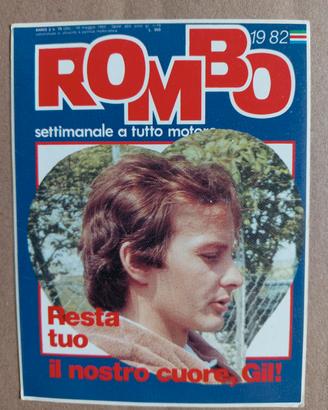 ROMBO
1982
settimanale a tutto motore
Resta
tuo
il nostro cuore, Gil!